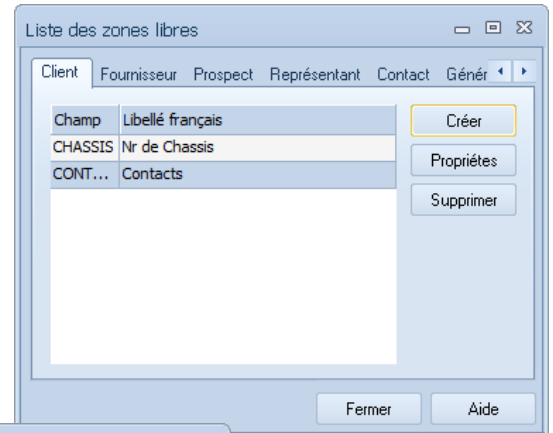 Liste des zones libres
Client Fournisseur Prospect Représentant Contact Génér
Champ Libellé français
CHASSIS Nr de Chassis
CONT... Contacts
Créer
Propriétes
Supprimer
Fermer Aide